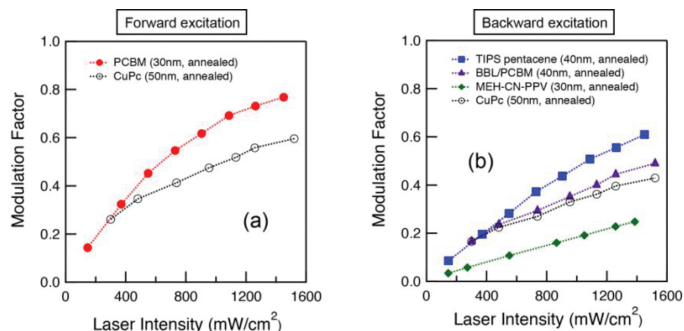 Forward excitation
Backward excitation
PCBM (30nm, annealed)
CuPc (50nm, annealed)
Modulation Factor
1.0
0.8
0.6
0.4
0.2
0.0
(a)
0
400
800
1200
1600
Laser Intensity (mW/cm²)
TIPS pentacene (40nm, annealed)
BBL/PCBM (40nm, annealed)
MEH-CN-PPV (30nm, annealed)
CuPc (50nm, annealed)
Modulation Factor
1.0
0.8
0.6
0.4
0.2
0.0
(b)
0
400
800
1200
1600
Laser Intensity (mW/cm²)